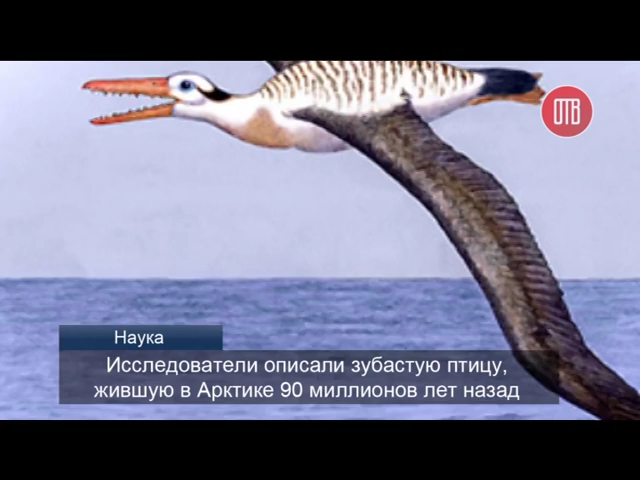 ОТВ
Наука
Исследователи описали зубастую птицу,
жившую в Арктике 90 миллионов лет назад